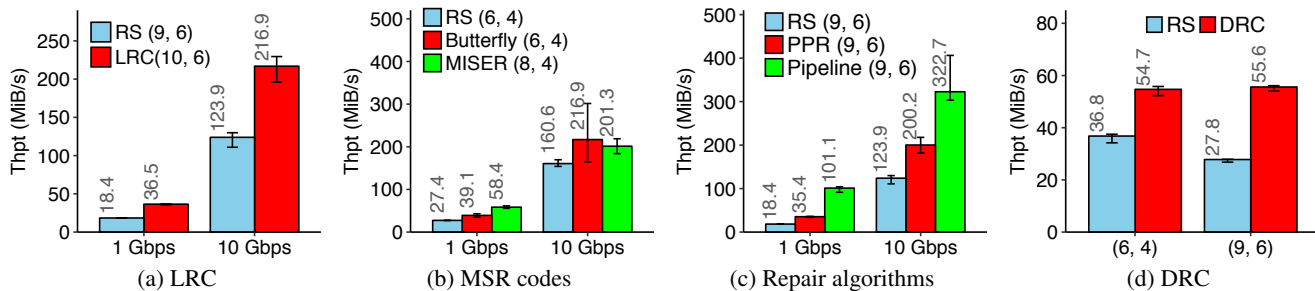 Thpt (MiB/s)
250
200
150
100
50
0
RS (9, 6)
LRC(10, 6)
18.4
36.5
123.9
216.9
1 Gbps
10 Gbps
(a) LRC
Thpt (MiB/s)
500
400
300
200
100
0
RS (6, 4)
Butterfly (6, 4)
MISER (8, 4)
27.4
39.1
58.4
160.6
216.9
201.3
1 Gbps
10 Gbps
(b) MSR codes
Thpt (MiB/s)
500
400
300
200
100
0
RS (9, 6)
PPR (9, 6)
Pipeline (9, 6)
18.4
35.4
101.1
123.9
200.2
322.7
1 Gbps
10 Gbps
(c) Repair algorithms
Thpt (MiB/s)
80
60
40
20
0
RS
DRC
36.8
54.7
27.8
55.6
(6, 4)
(9, 6)
(d) DRC